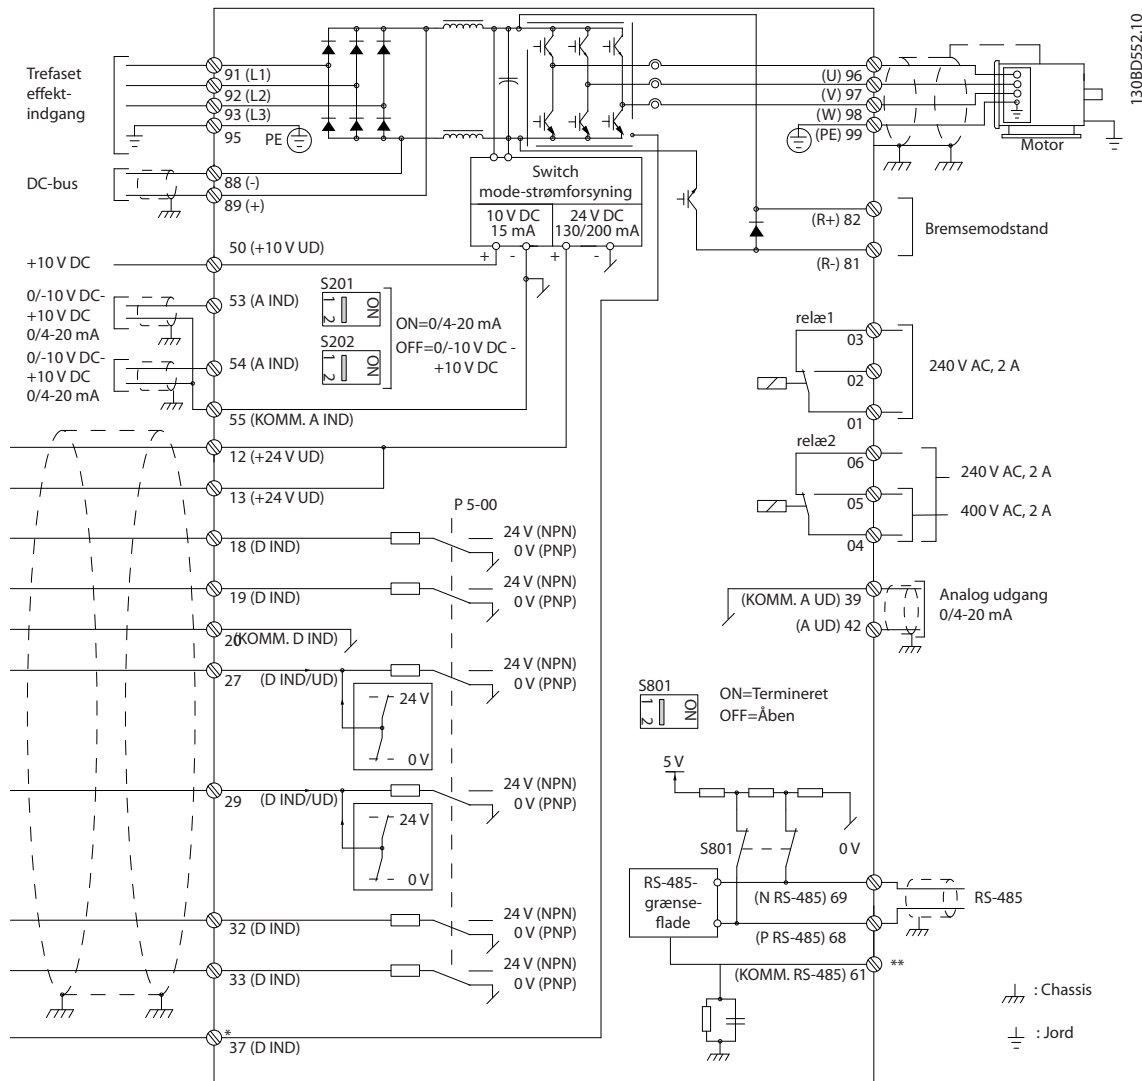 130BD552.10
Trefaset
effekt-
indgang
91 (L1)
92 (L2)
93 (L3)
95
PE
DC-bus
88 (-)
89 (+)
50 (+10 V UD)
+10 V DC
0/-10 V DC-
+10 V DC
0/4-20 mA
53 (A IND)
0/-10 V DC-
+10 V DC
0/4-20 mA
54 (A IND)
55 (KOMM. A IND)
12 (+24 V UD)
13 (+24 V UD)
18 (D IND)
19 (D IND)
20 (KOMM. D IND)
27 (D IND/UD)
29 (D IND/UD)
32 (D IND)
33 (D IND)
*
37 (D IND)
Switch
mode-strømforsyning
10 V DC
15 mA
24 V DC
130/200 mA
+ - + -
S201
1 2 ON
S202
1 2 ON
ON=0/4-20 mA
OFF=0/-10 V DC -
+10 V DC
P 5-00
24 V (NPN)
0 V (PNP)
24 V (NPN)
0 V (PNP)
24 V (NPN)
0 V (PNP)
24 V
0 V
24 V (NPN)
0 V (PNP)
24 V
0 V
24 V (NPN)
0 V (PNP)
24 V (NPN)
0 V (PNP)
(U) 96
(V) 97
(W) 98
(PE) 99
Motor
(R+) 82
(R-) 81
Bremsemodstand
relæ1
03
02
01
240 V AC, 2 A
relæ2
06
05
04
240 V AC, 2 A
400 V AC, 2 A
(KOMM. A UD) 39
(A UD) 42
Analog udgang
0/4-20 mA
S801
1 2 ON
ON=Termineret
OFF=Åben
5 V
S801
0 V
RS-485-
grænse-
flade
(N RS-485) 69
(P RS-485) 68
(KOMM. RS-485) 61
**
RS-485
: Chassis
: Jord